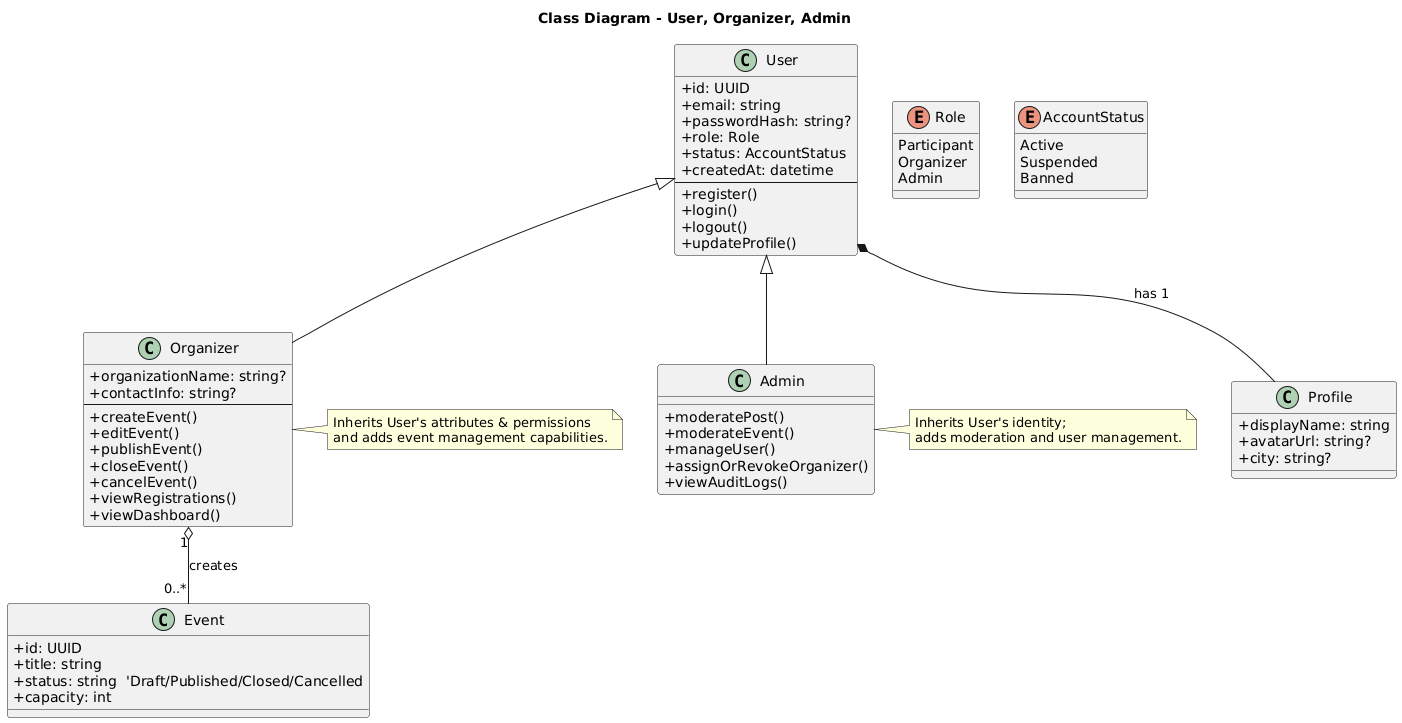 Class Diagram - User, Organizer, Admin
C User
+id: UUID
+email: string
+passwordHash: string?
+role: Role
+status: AccountStatus
+createdAt: datetime
+register()
+login()
+logout()
+updateProfile()
E Role
Participant
Organizer
Admin
E AccountStatus
Active
Suspended
Banned
has 1
C Organizer
+organizationName: string?
+contactInfo: string?
+createEvent()
+editEvent()
+publishEvent()
+closeEvent()
+cancelEvent()
+viewRegistrations()
+viewDashboard()
Inherits User's attributes & permissions
and adds event management capabilities.
C Admin
+moderatePost()
+moderateEvent()
+manageUser()
+assignOrRevokeOrganizer()
+viewAuditLogs()
Inherits User's identity;
adds moderation and user management.
C Profile
+displayName: string
+avatarUrl: string?
+city: string?
1
creates
0..*
C Event
+id: UUID
+title: string
+status: string  'Draft/Published/Closed/Cancelled
+capacity: int